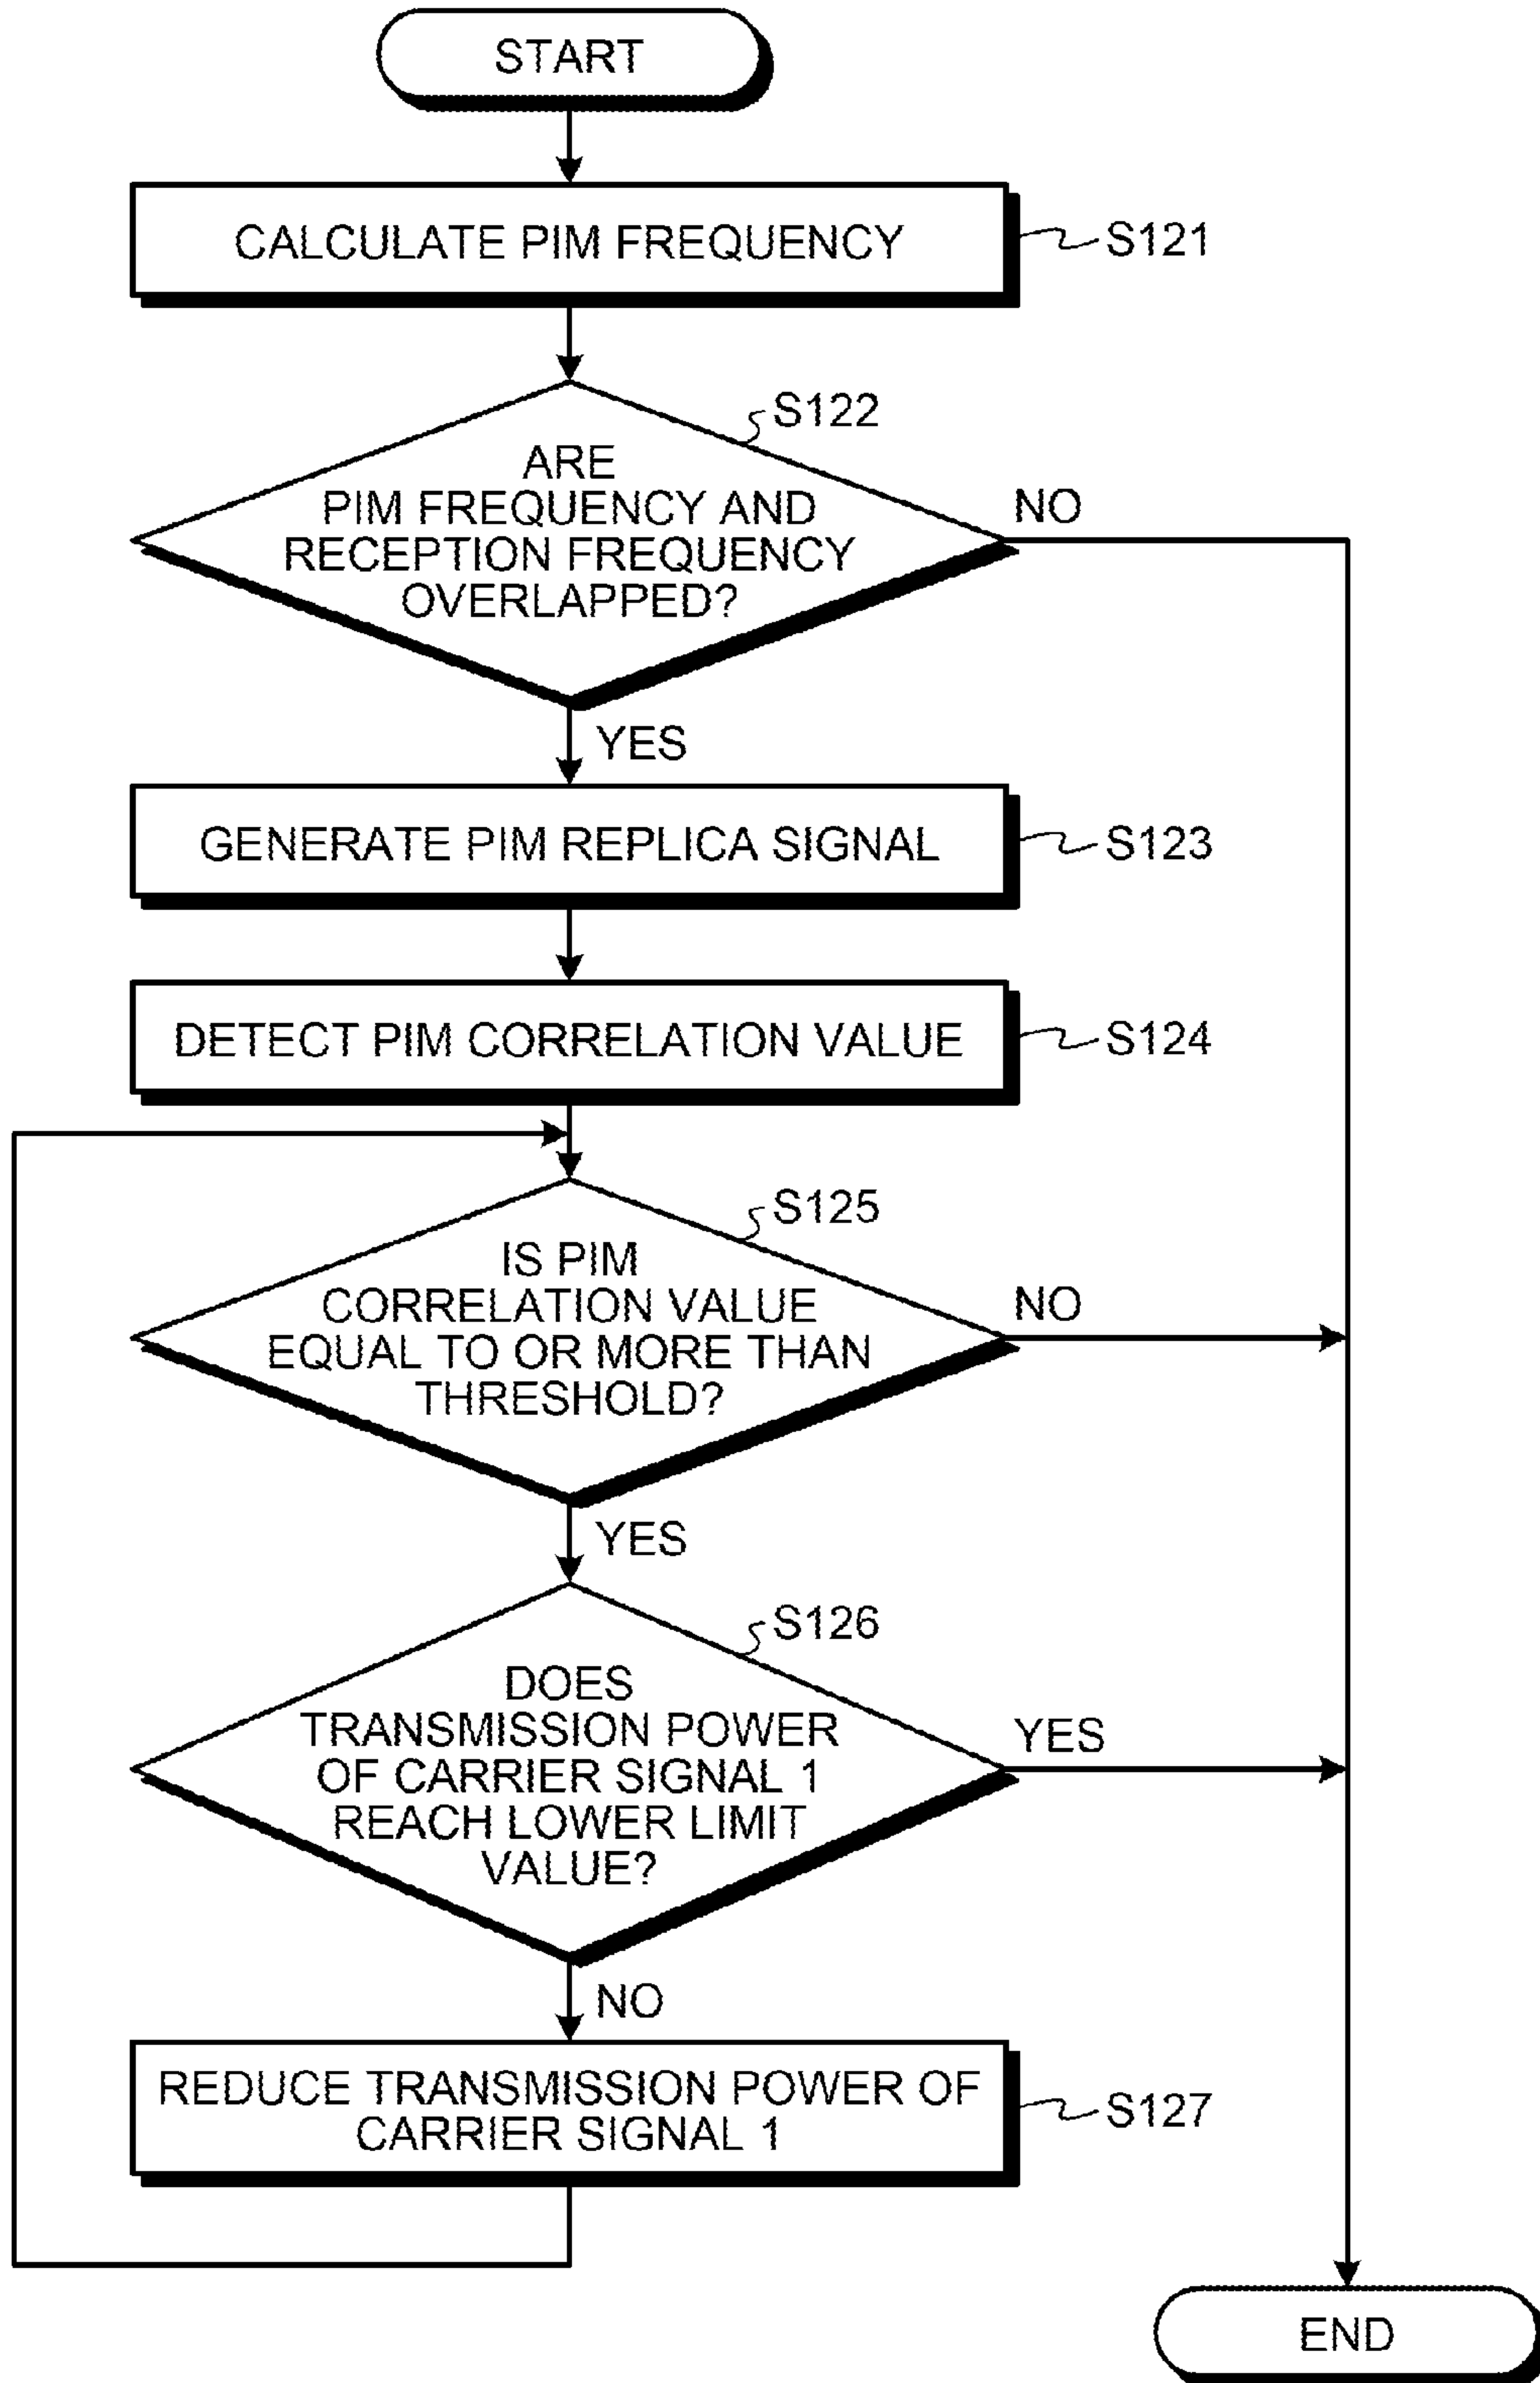 START
CALCULATE PIM FREQUENCY
S121
S122
ARE
PIM FREQUENCY AND
RECEPTION FREQUENCY
OVERLAPPED?
NO
YES
GENERATE PIM REPLICA SIGNAL
S123
DETECT PIM CORRELATION VALUE
S124
S125
IS PIM
CORRELATION VALUE
EQUAL TO OR MORE THAN
THRESHOLD?
NO
YES
S126
DOES
TRANSMISSION POWER
OF CARRIER SIGNAL 1
REACH LOWER LIMIT
VALUE?
YES
NO
REDUCE TRANSMISSION POWER OF
CARRIER SIGNAL 1
S127
END